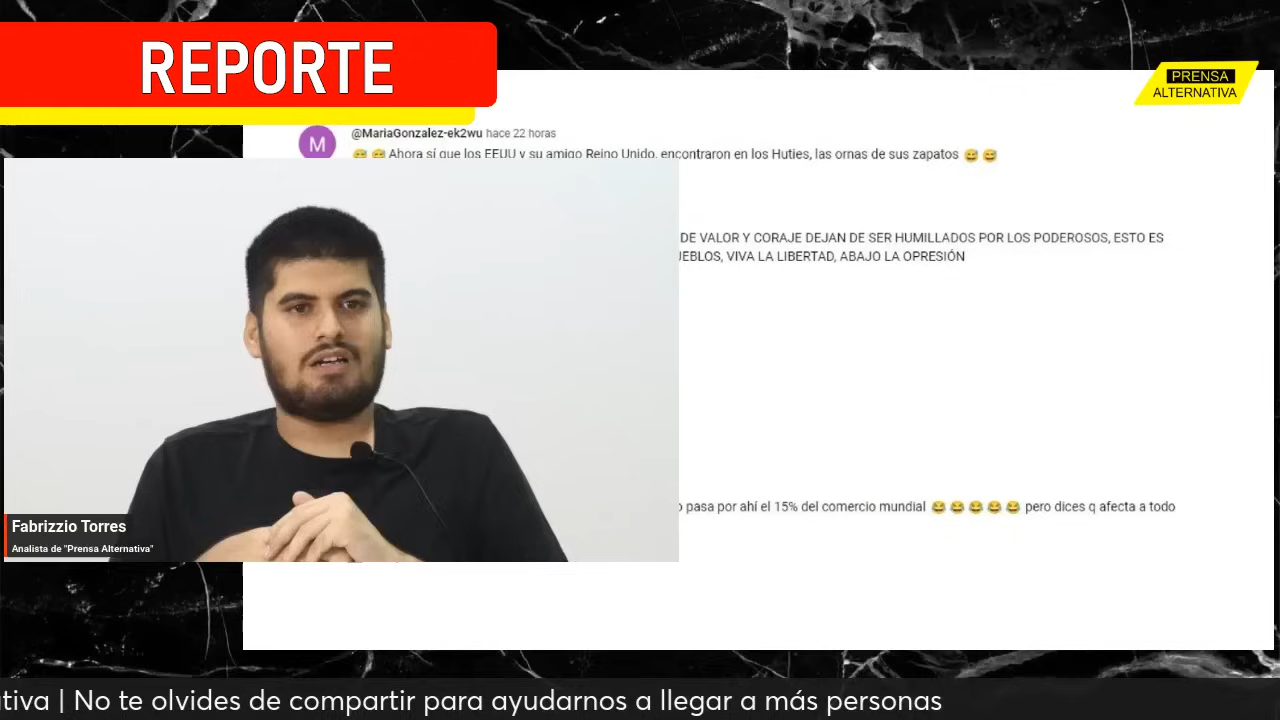 REPORTE
PRENSA
ALTERNATIVA
M
@MariaGonzalez-ek2wu hace 22 horas
😅 😅 Ahora sí que los EEUU y su amigo Reino Unido, encontraron en los Huties, las ornas de sus zapatos 😅 😅
DE VALOR Y CORAJE DEJAN DE SER HUMILLADOS POR LOS PODEROSOS, ESTO ES
UEBLOS, VIVA LA LIBERTAD, ABAJO LA OPRESIÓN
o pasa por ahí el 15% del comercio mundial 😂 😂 😂 😂 😂 pero dices q afecta a todo
Fabrizzio Torres
Analista de "Prensa Alternativa"
ativa | No te olvides de compartir para ayudarnos a llegar a más personas